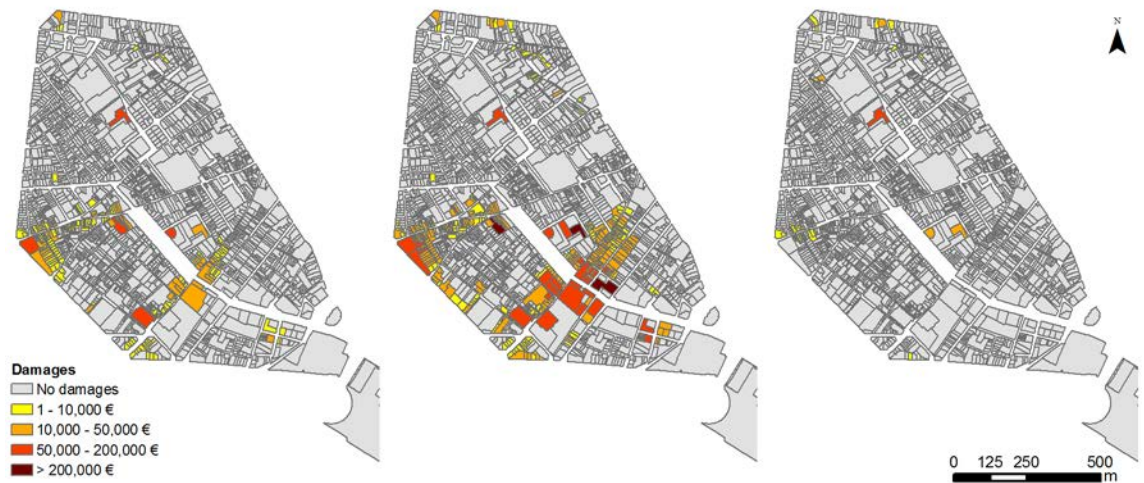 N
Damages
No damages
1 - 10,000 €
10,000 - 50,000 €
50,000 - 200,000 €
> 200,000 €
0 125 250 500
m